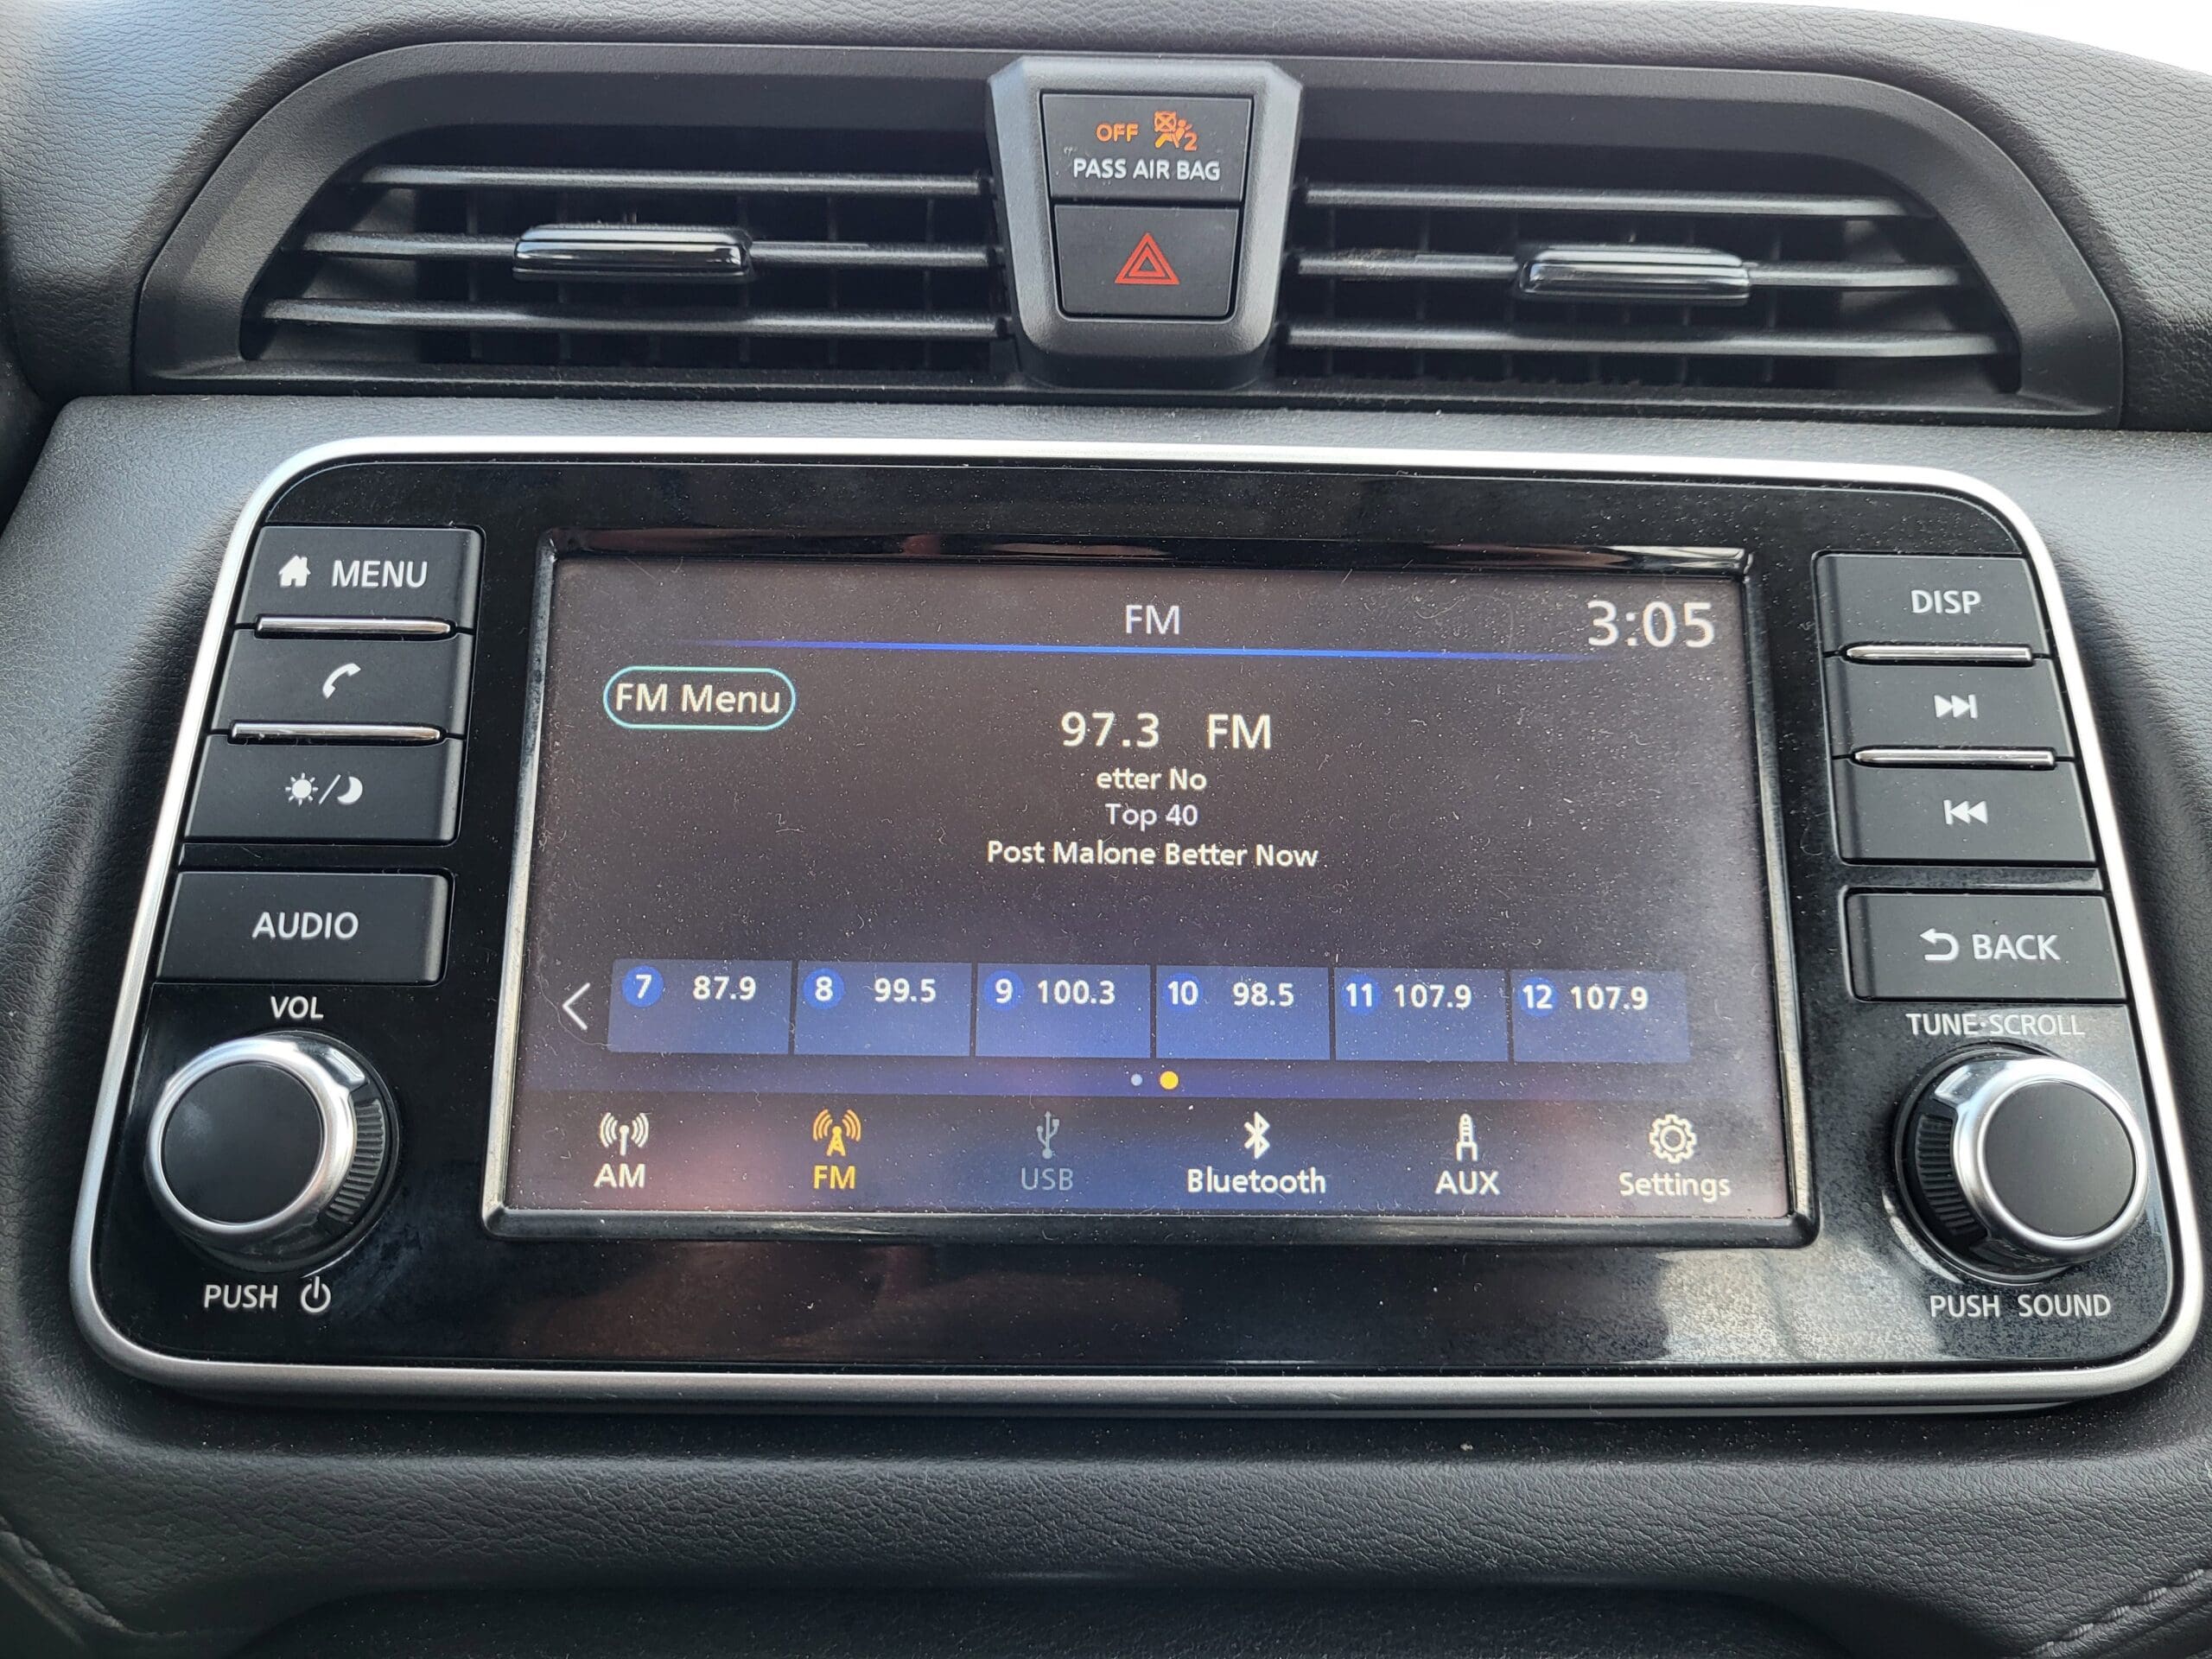 OFF 2
PASS AIR BAG
MENU
AUDIO
VOL
PUSH
FM
3:05
FM Menu
97.3 FM
etter No
Top 40
Post Malone Better Now
7 87.9
8 99.5
9 100.3
10 98.5
11 107.9
12 107.9
AM
FM
USB
Bluetooth
AUX
Settings
DISP
BACK
TUNE·SCROLL
PUSH SOUND